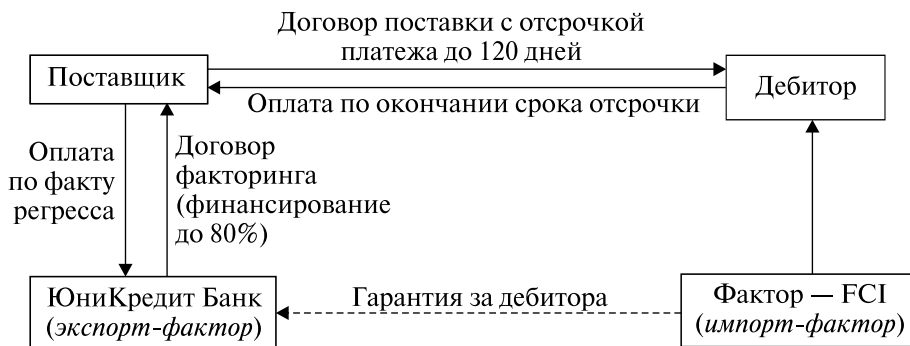 Договор поставки с отсрочкой
платежа до 120 дней
Поставщик
Дебитор
Оплата по окончании срока отсрочки
Оплата
по факту
регресса
Договор
факторинга
(финансирование
до 80%)
ЮниКредит Банк
(экспорт-фактор)
Гарантия за дебитора
Фактор — FCI
(импорт-фактор)